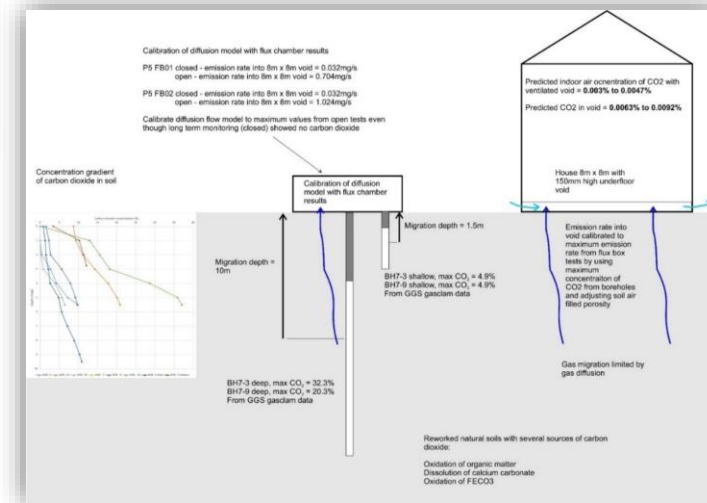 Calibration of diffusion model with flux chamber results
P5 FB01 closed - emission rate into 8m x 8m void = 0.032mg/s
open - emission rate into 8m x 8m void = 0.704mg/s
P5 FB02 closed - emission rate into 8m x 8m void = 0.032mg/s
open - emission rate into 8m x 8m void = 1.024mg/s
Calibrate diffusion flow model to maximum values from open tests even
though long term monitoring (closed) showed no carbon dioxide
Predicted indoor air ocnentration of CO2 with
ventilated void = 0.003% to 0.0047%
Predicted CO2 in void = 0.0063% to 0.0092%
Concentration gradient
of carbon dioxide in soil
House 8m x 8m with
150mm high underfloor
void
Calibration of diffusion
model with flux chamber
results
Migration depth = 1.5m
Migration depth =
10m
BH7-3 shallow, max CO2 = 4.9%
BH7-9 shallow, max CO2 = 4.9%
From GGS gasclam data
Emission rate into
void calibrated to
maximum emission
rate from flux box
tests by using
maximum
concentraiton of
CO2 from boreholes
and adjusting soil air
filled porosity
Gas migration limited by
gas diffusion
BH7-3 deep, max CO2 = 32.3%
BH7-9 deep, max CO2 = 20.3%
From GGS gasclam data
Reworked natural soils with several sources of carbon
dioxide:
Oxidation of organic matter
Dissolution of calcium carbonate
Oxidation of FECO3